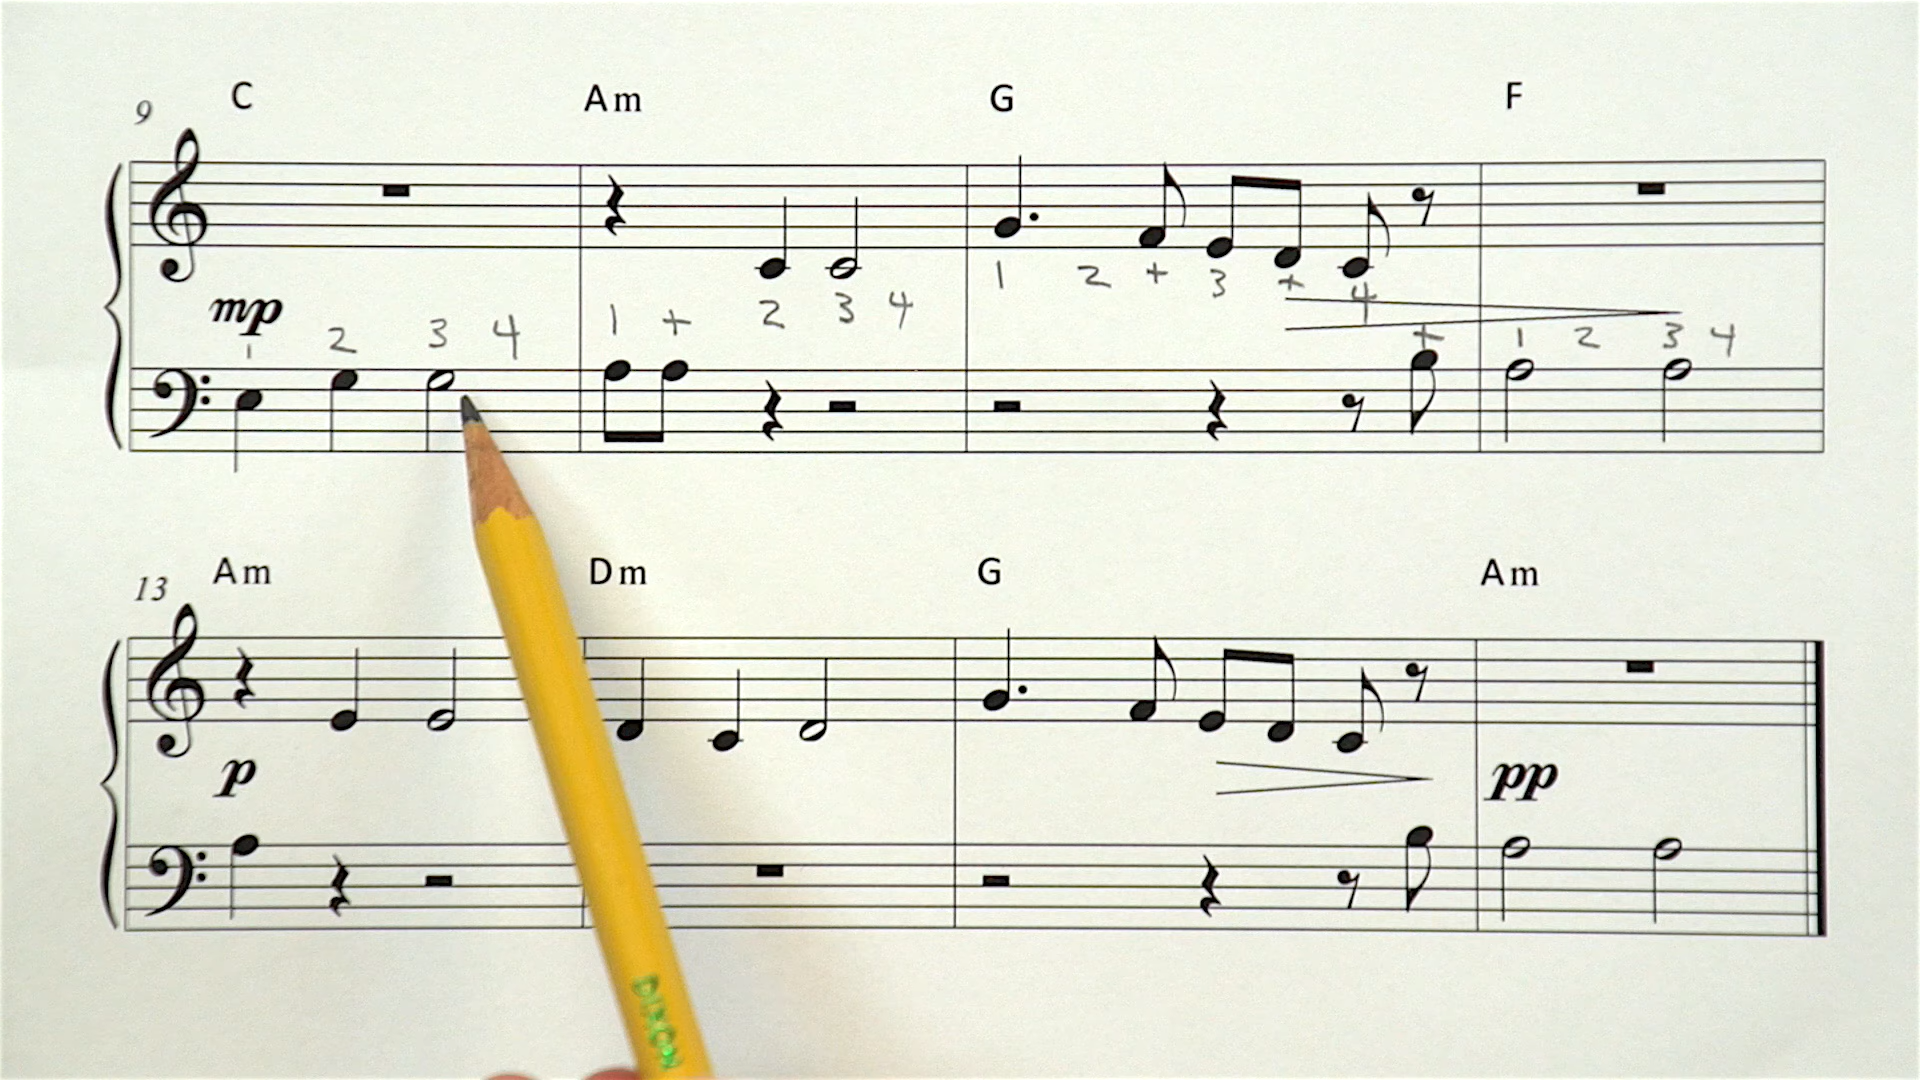 C Am G F
9
1 2 + 3 + 4 +
mp 1 2 3 4 1 + 2 3 4 1 2 3 4
Am Dm G Am
13
p pp
DIXON